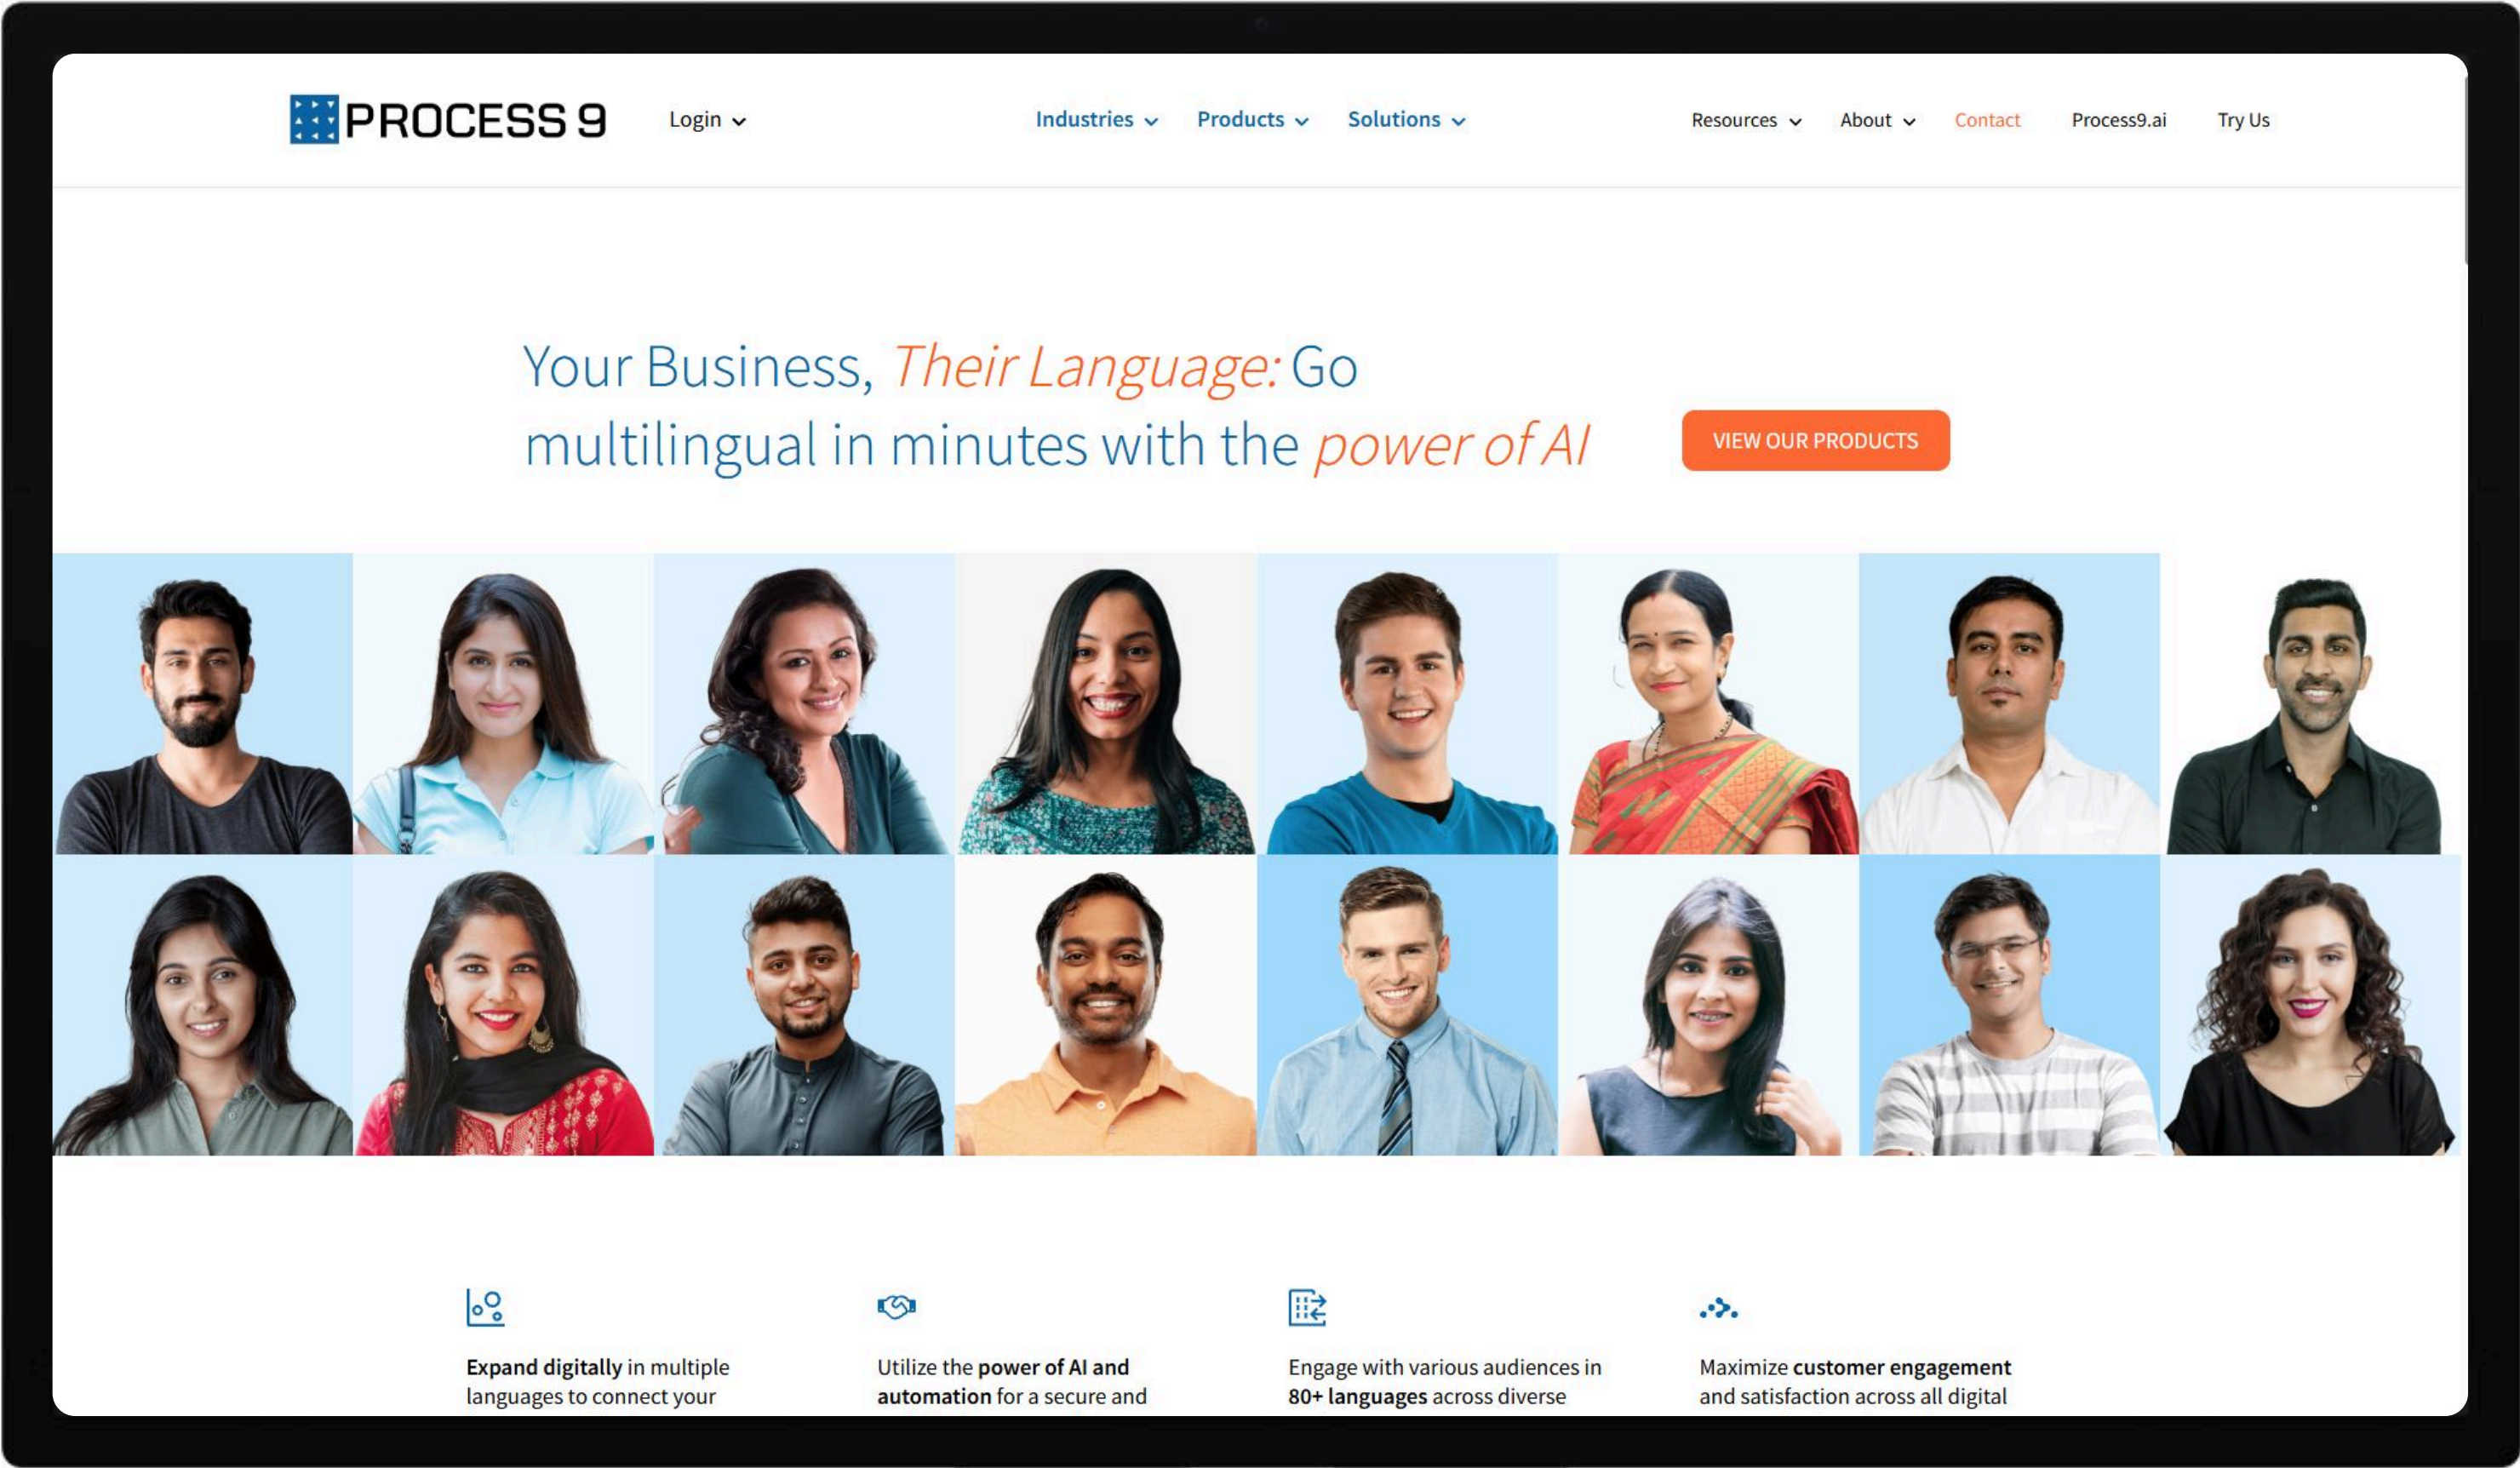 PROCESS 9
Login
Industries
Products
Solutions
Resources
About
Contact
Process9.ai
Try Us
Your Business, Their Language: Go
multilingual in minutes with the power of AI
VIEW OUR PRODUCTS
Expand digitally in multiple
languages to connect your
Utilize the power of AI and
automation for a secure and
Engage with various audiences in
80+ languages across diverse
Maximize customer engagement
and satisfaction across all digital